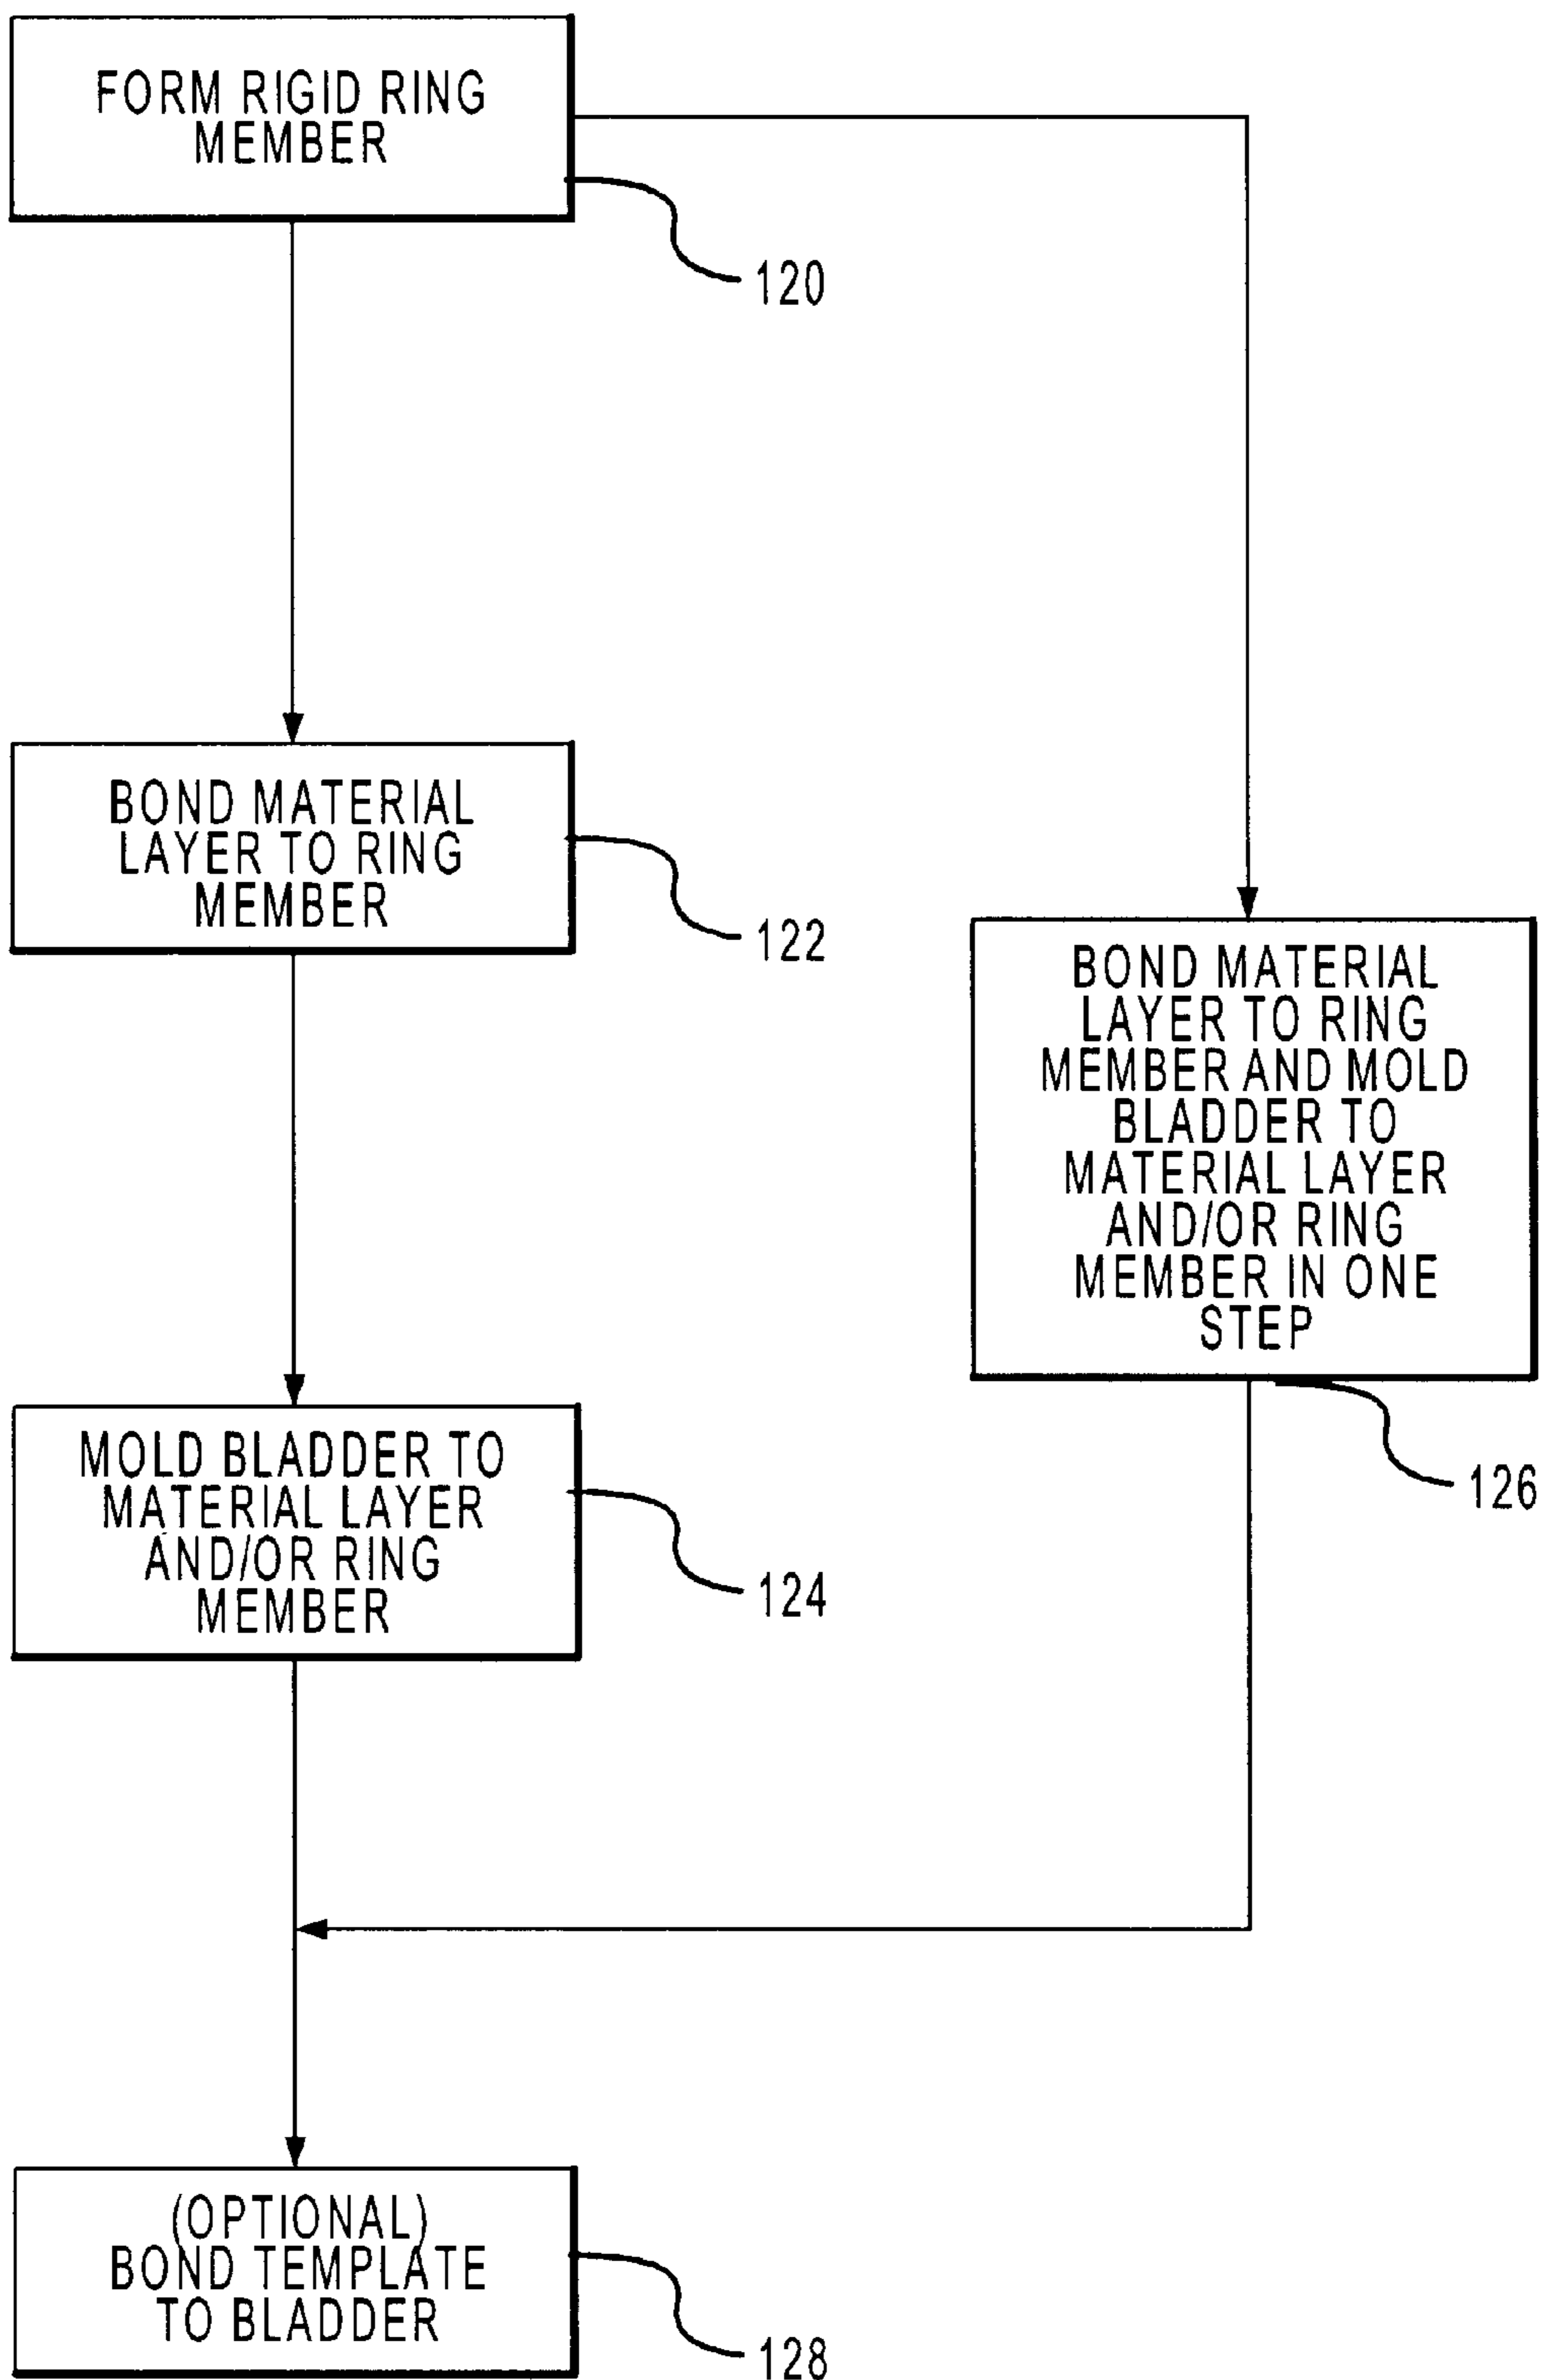 FORM RIGID RING
MEMBER
120
BOND MATERIAL
LAYER TO RING
MEMBER
122
BOND MATERIAL
LAYER TO RING
MEMBER AND MOLD
BLADDER TO
MATERIAL LAYER
AND/OR RING
MEMBER IN ONE
STEP
126
MOLD BLADDER TO
MATERIAL LAYER
AND/OR RING
MEMBER
124
(OPTIONAL)
BOND TEMPLATE
TO BLADDER
128